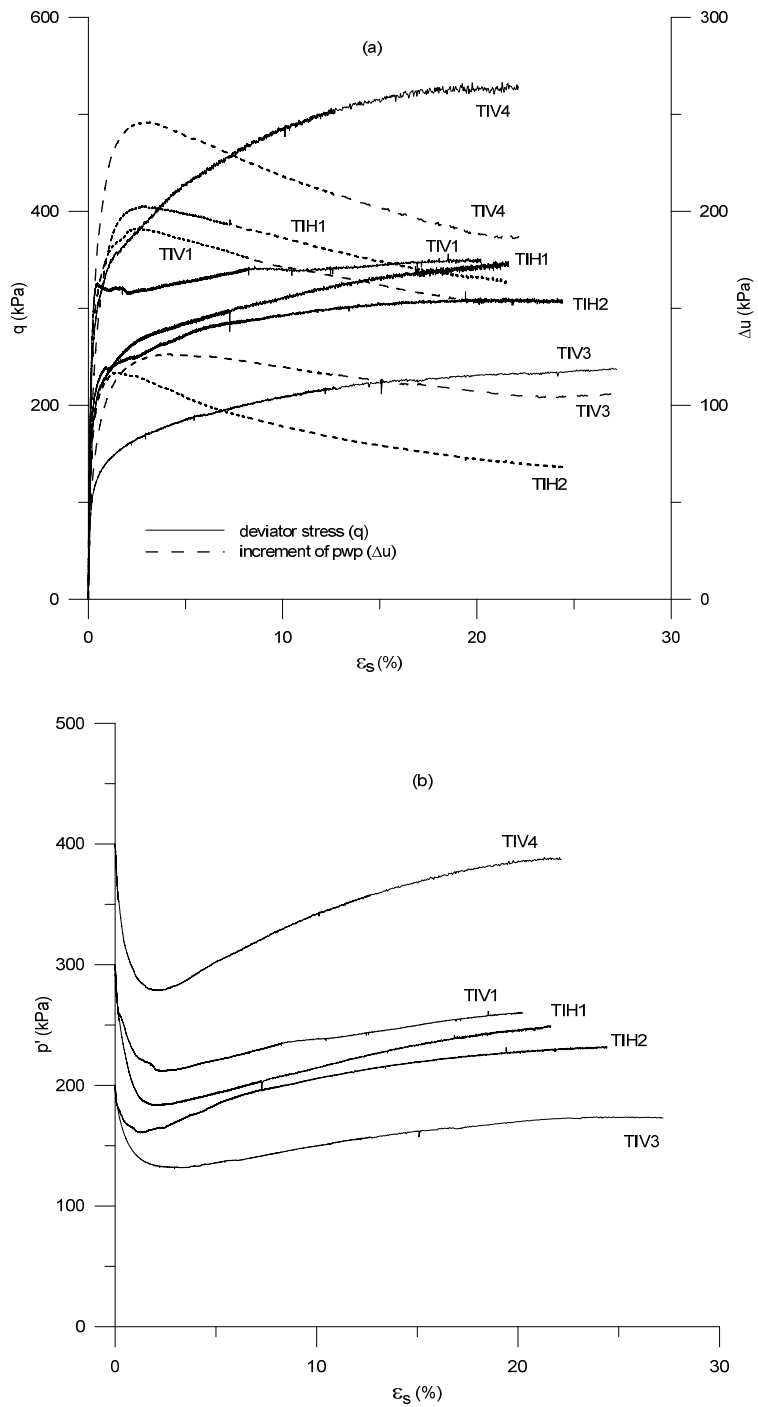 600
300
(a)
TIV4
400
200
TIV4
TIH1
TIV1
TIV1
TIH1
q (kPa)
Δu (kPa)
TIH2
TIV3
200
100
TIV3
TIH2
deviator stress (q)
increment of pwp (Δu)
0
0
0
10
20
30
εs (%)
500
(b)
400
TIV4
300
TIV1
TIH1
p' (kPa)
TIH2
200
TIV3
100
0
0
10
20
30
εs (%)